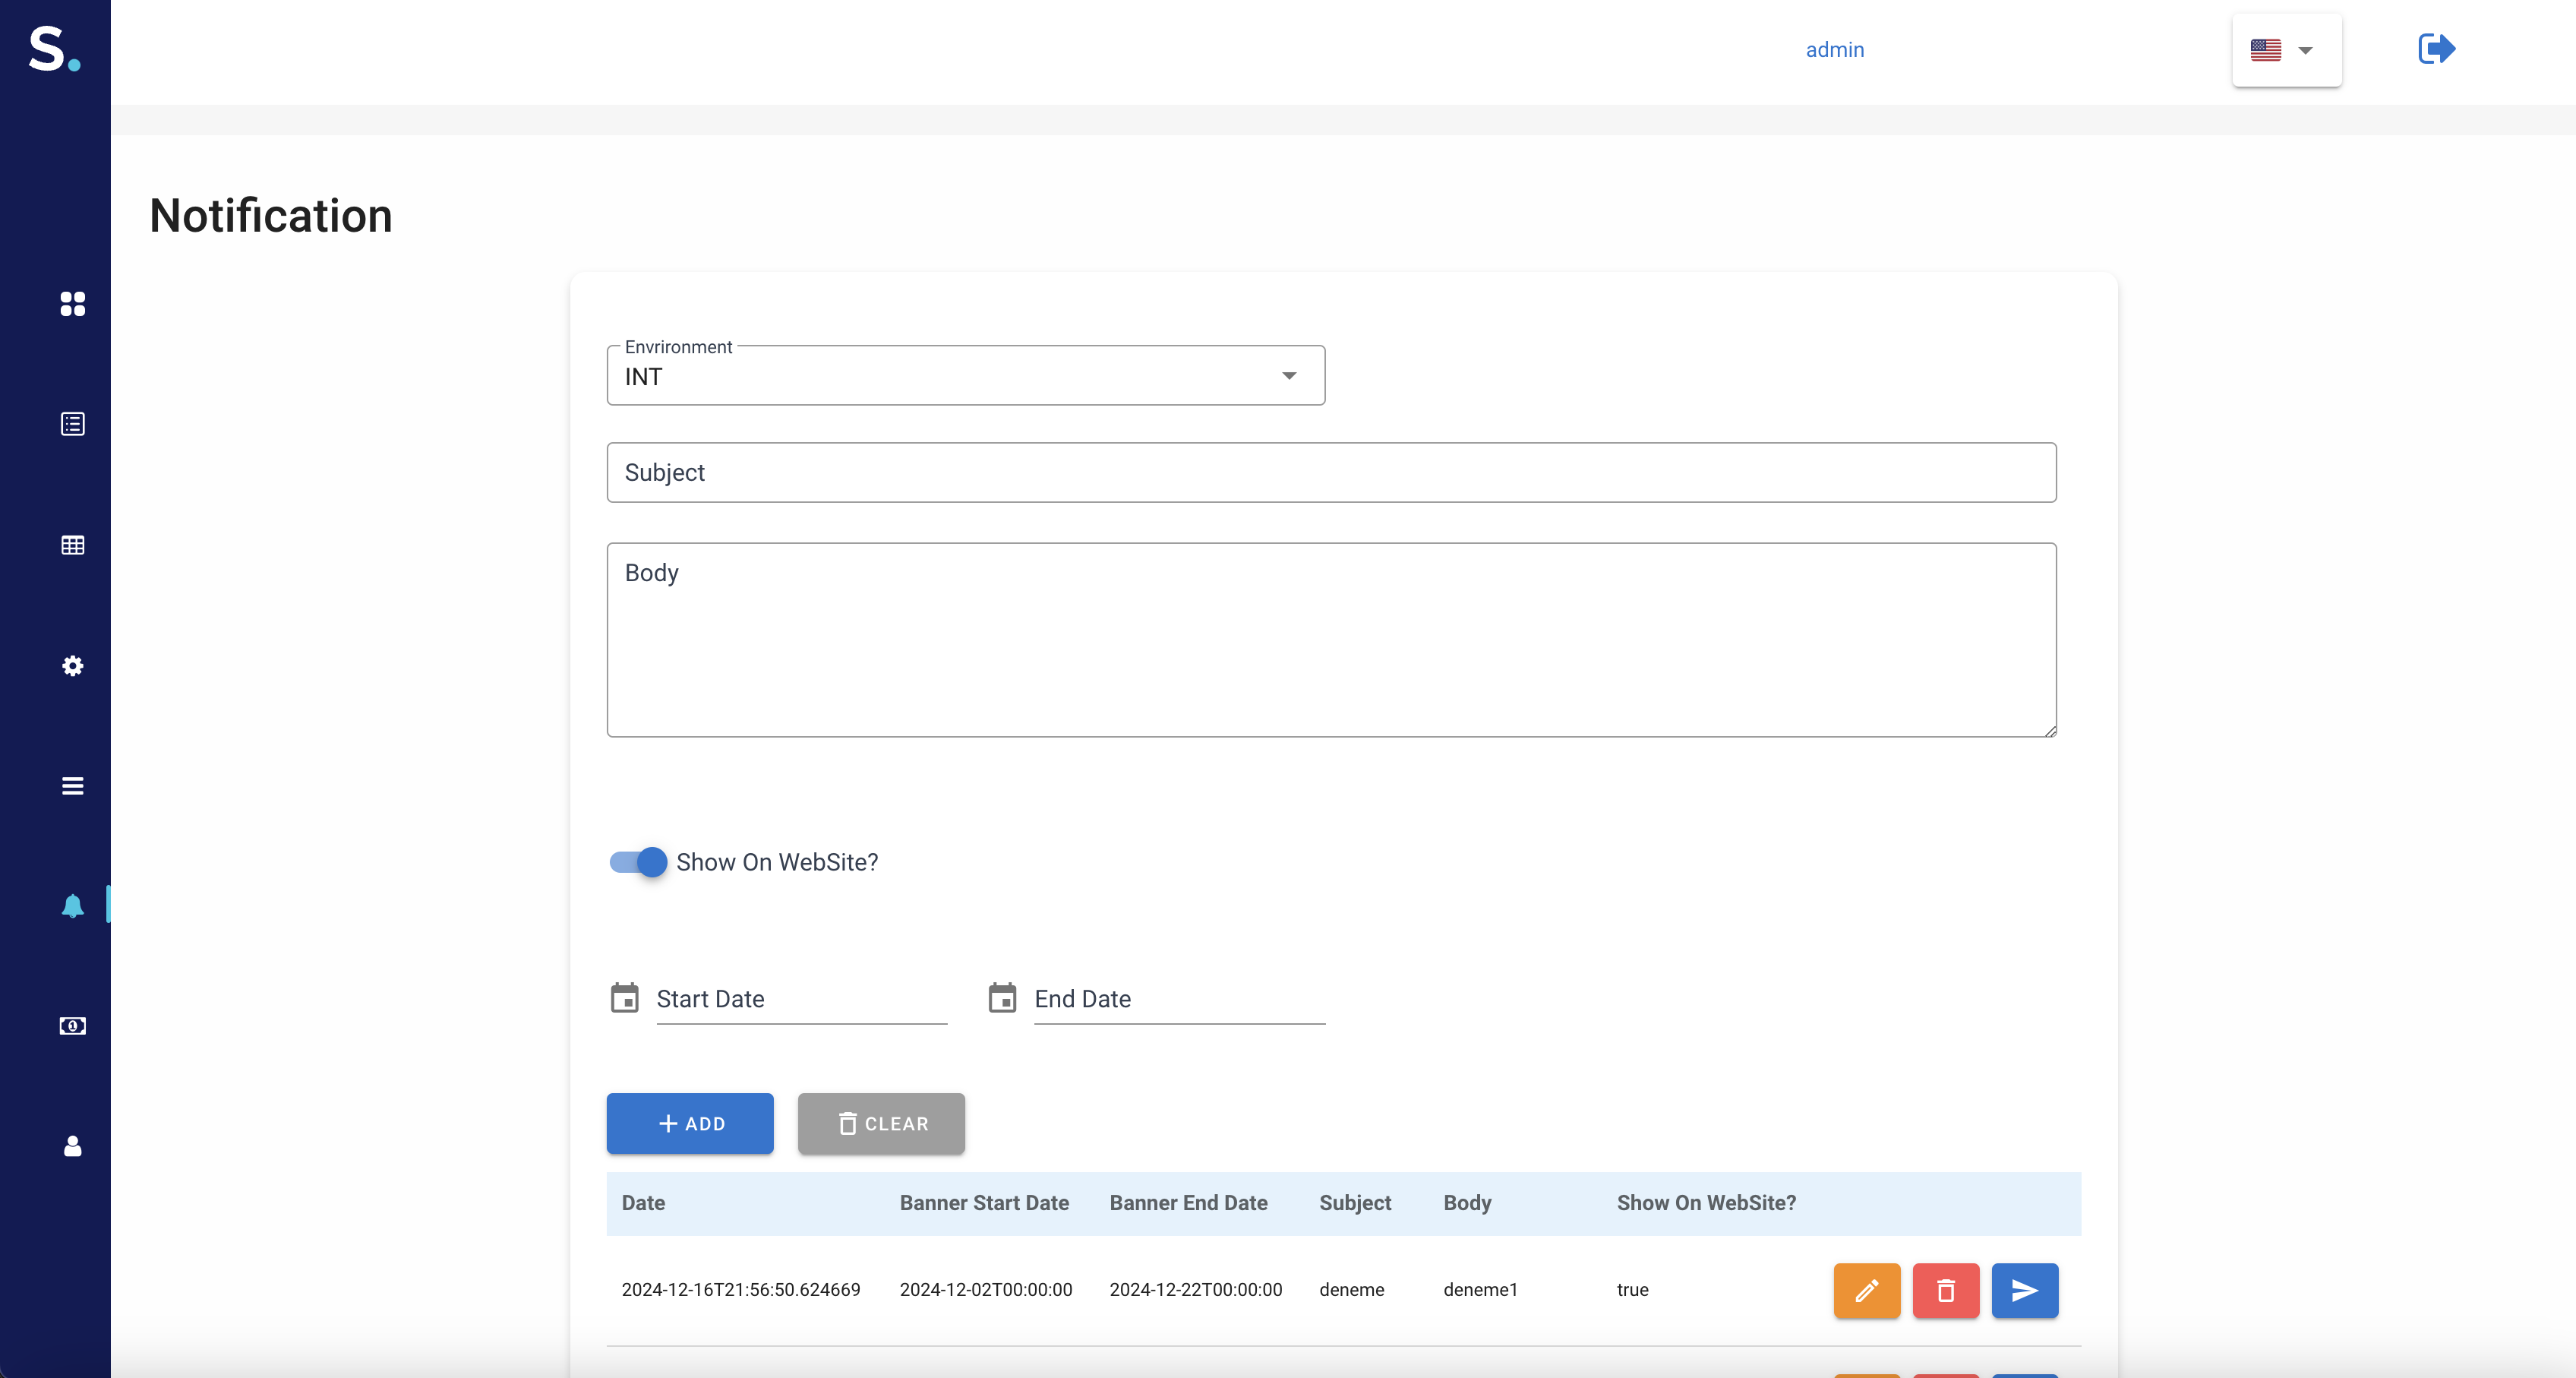 S.
admin
Notification
Envrironment
INT
Subject
Body
Show On WebSite?
Start Date
End Date
ADD
CLEAR
Date Banner Start Date Banner End Date Subject Body Show On WebSite?
2024-12-16T21:56:50.624669 2024-12-02T00:00:00 2024-12-22T00:00:00 deneme deneme1 true